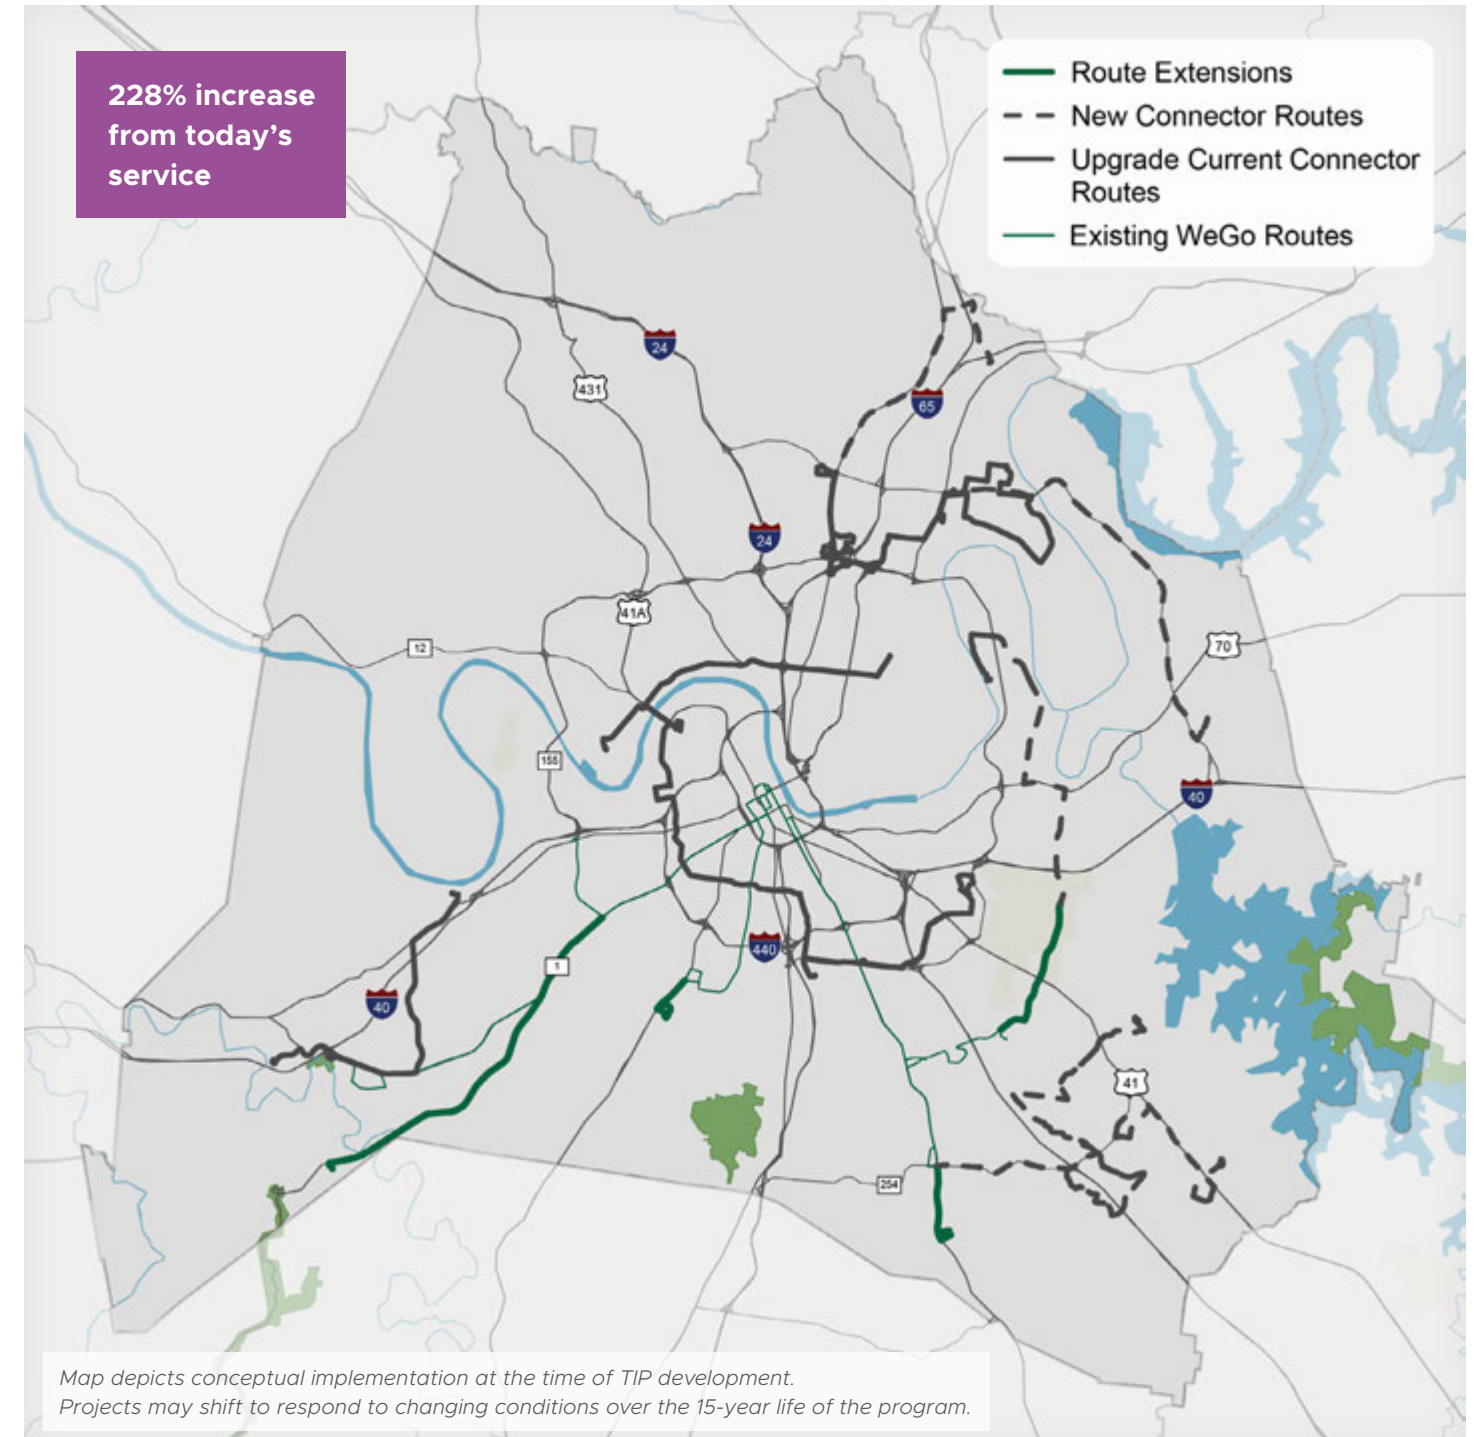 228% increase
from today's
service
Route Extensions
New Connector Routes
Upgrade Current Connector
Routes
Existing WeGo Routes
24
431
65
24
41A
12
70
155
40
1
440
40
41
254
Map depicts conceptual implementation at the time of TIP development.
Projects may shift to respond to changing conditions over the 15-year life of the program.